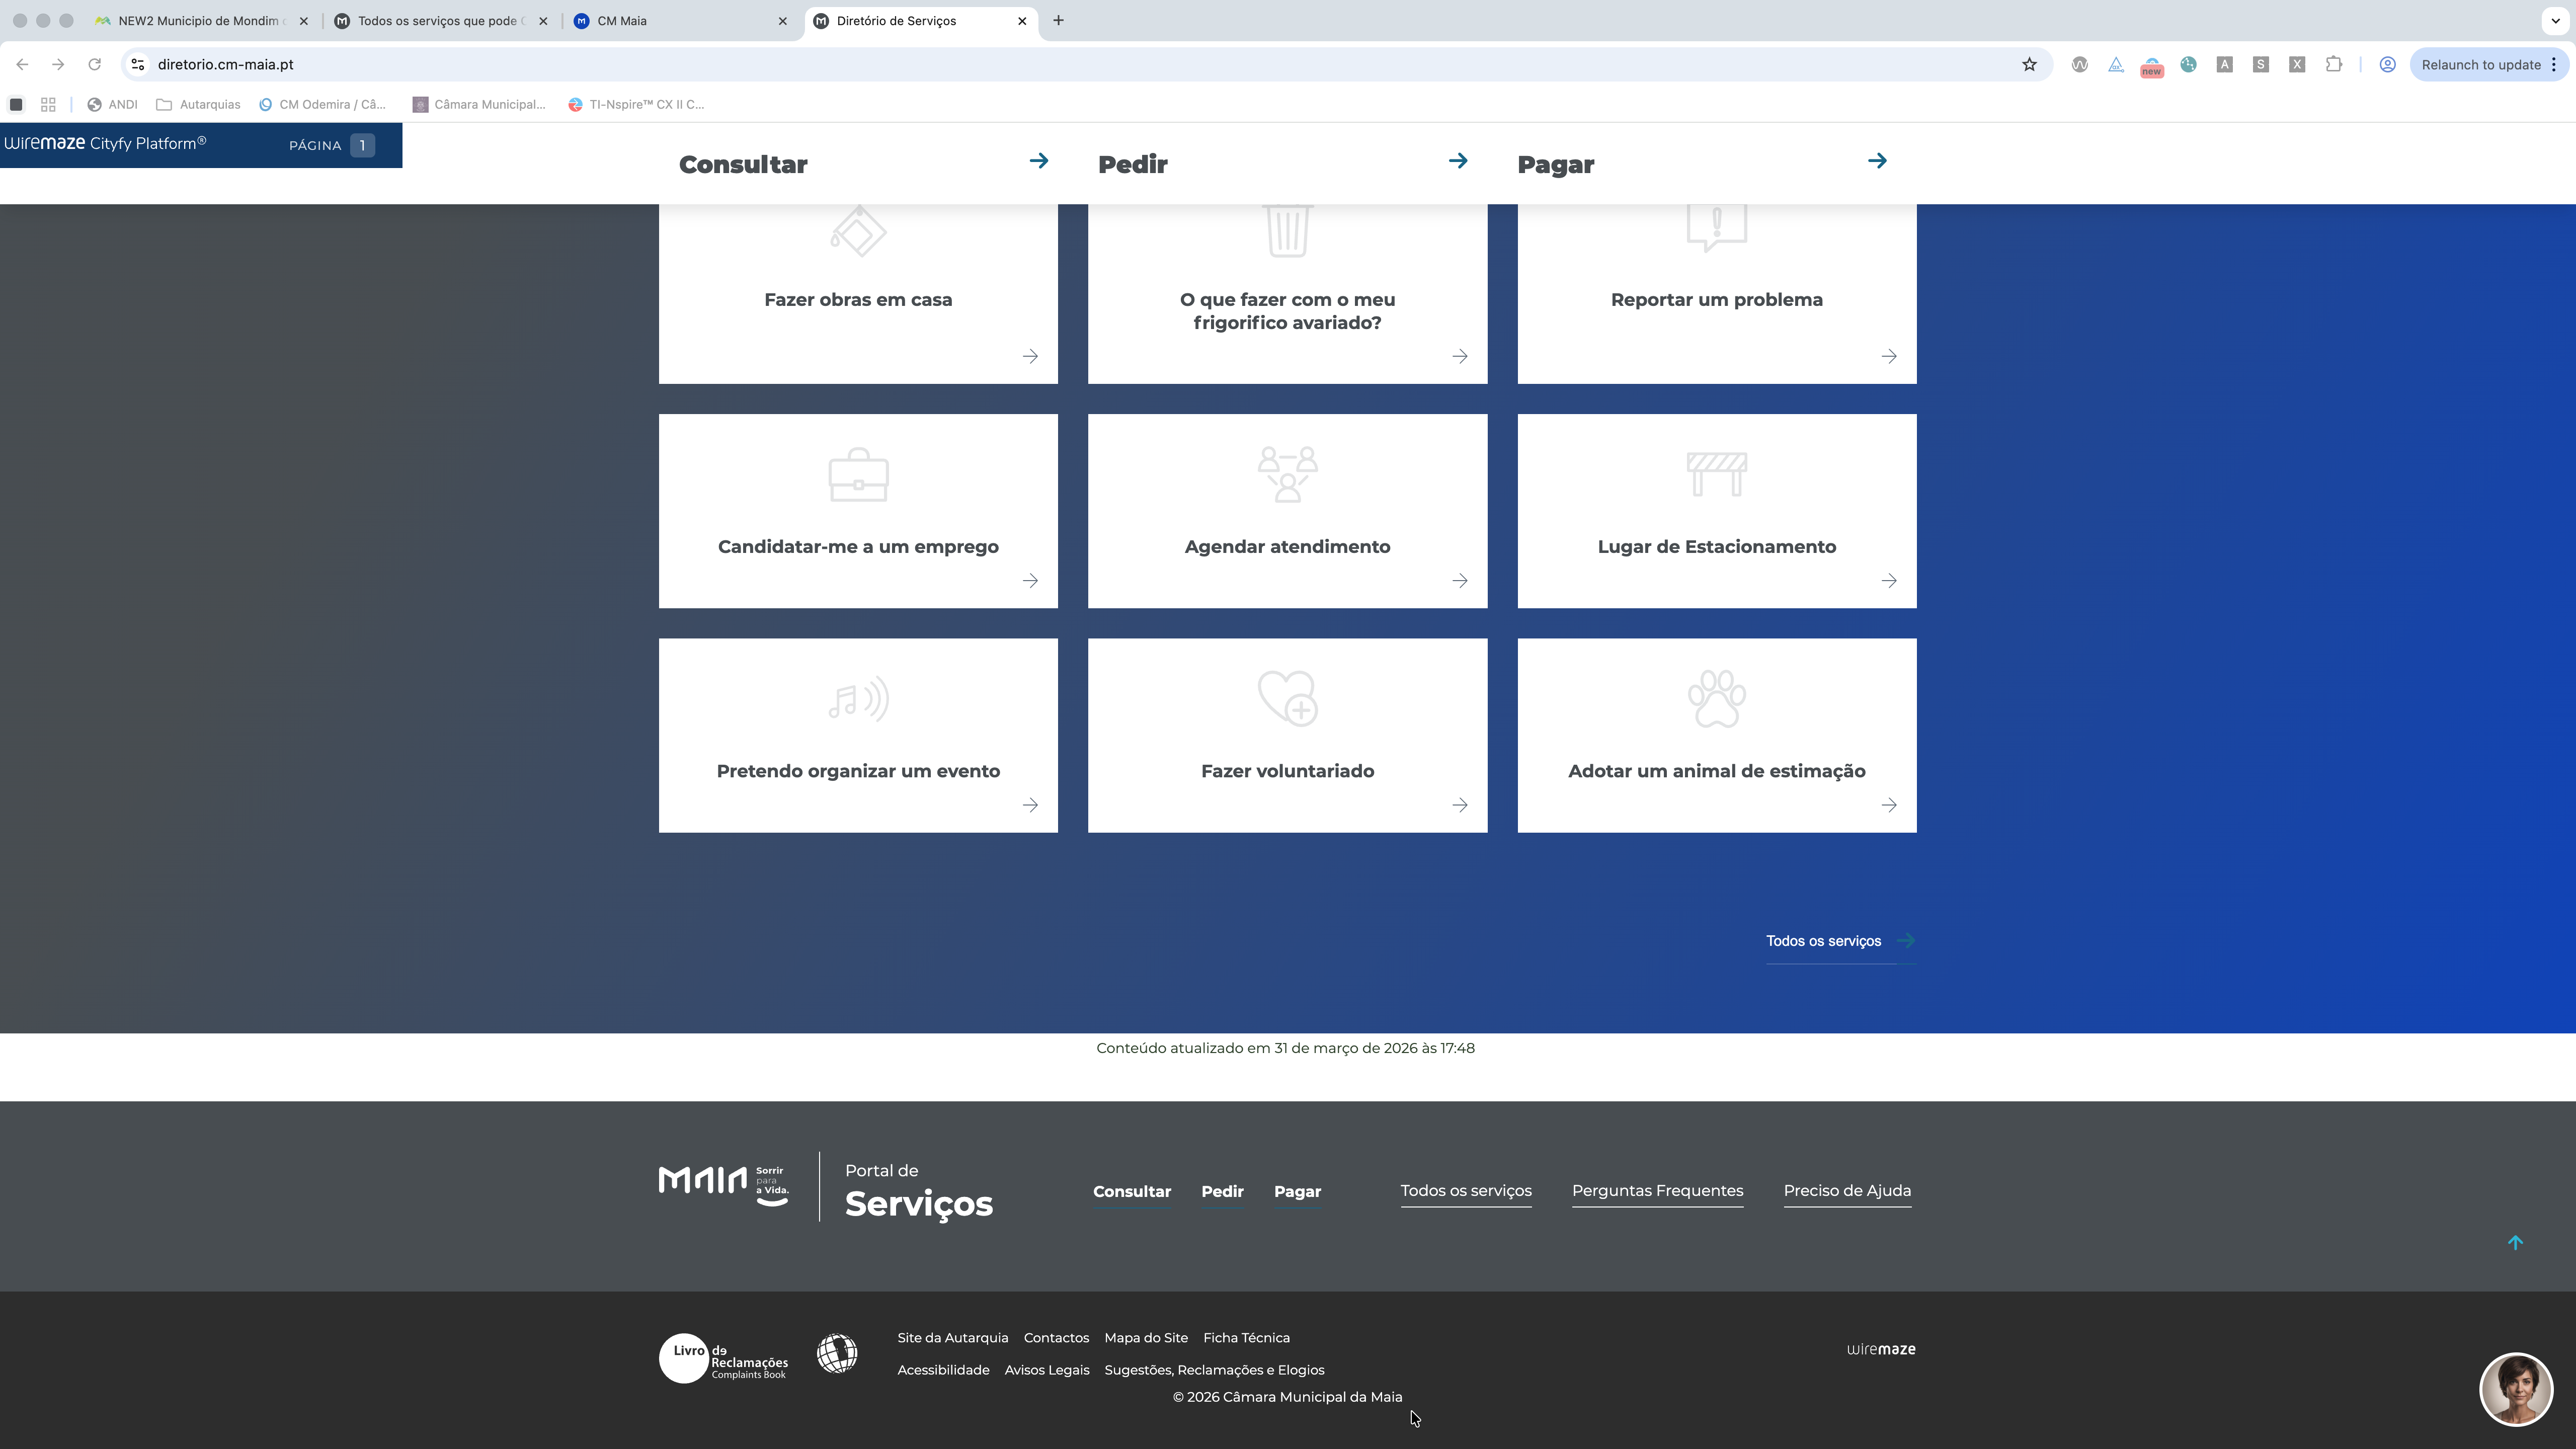 NEW2 Municipio de Mondim
Todos os serviços que pode
CM Maia
Diretório de Serviços
diretorio.cm-maia.pt
new
A
S
X
Relaunch to update
ANDI
Autarquias
CM Odemira / Câ...
Câmara Municipal...
TI-Nspire™ CX II C...
wiremaze Cityfy Platform®
PÁGINA 1
Consultar
Pedir
Pagar
Fazer obras em casa
O que fazer com o meu
frigorifico avariado?
Reportar um problema
Candidatar-me a um emprego
Agendar atendimento
Lugar de Estacionamento
Pretendo organizar um evento
Fazer voluntariado
Adotar um animal de estimação
Todos os serviços
Conteúdo atualizado em 31 de março de 2026 às 17:48
MAIA
Sorrir
para
a Vida.
Portal de
Serviços
Consultar
Pedir
Pagar
Todos os serviços
Perguntas Frequentes
Preciso de Ajuda
Livro de
Reclamações
Complaints Book
Site da Autarquia
Contactos
Mapa do Site
Ficha Técnica
Acessibilidade
Avisos Legais
Sugestões, Reclamações e Elogios
© 2026 Câmara Municipal da Maia
wiremaze